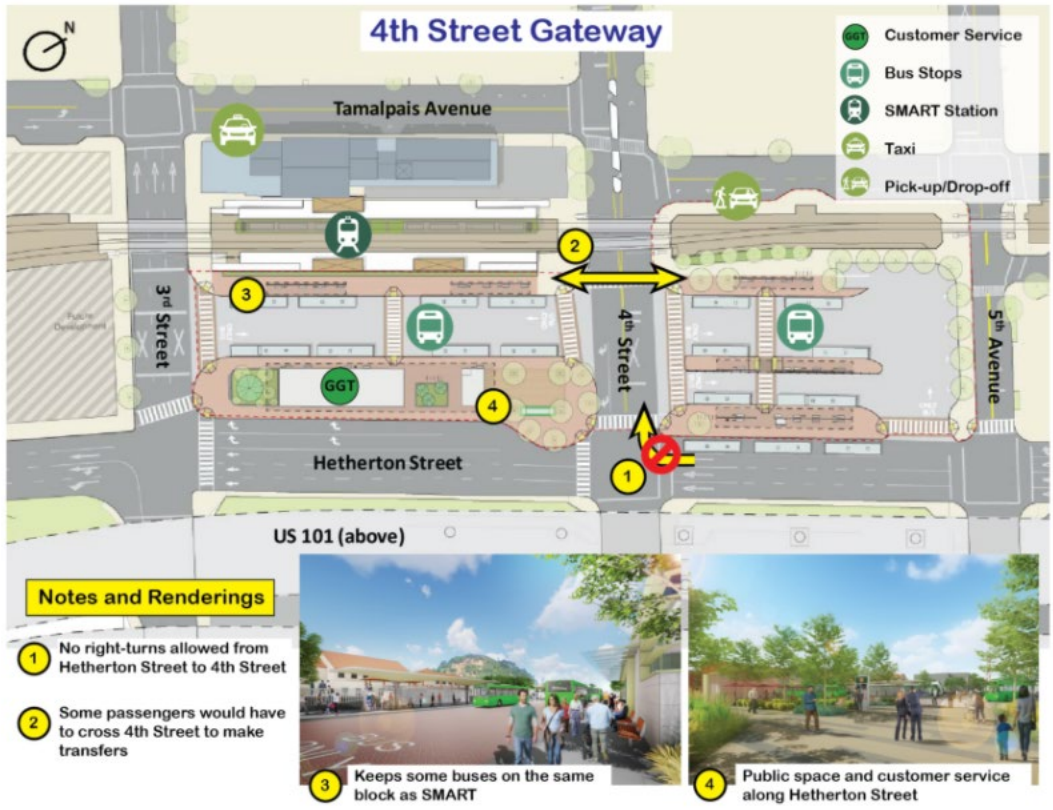 4th Street Gateway
N
GGT
Customer Service
Bus Stops
SMART Station
Taxi
Pick-up/Drop-off
Tamalpais Avenue
2
3
3rd Street
Future
Development
4th Street
5th Avenue
GGT
4
1
Hetherton Street
US 101 (above)
Notes and Renderings
1
No right-turns allowed from
Hetherton Street to 4th Street
2
Some passengers would have
to cross 4th Street to make
transfers
3
Keeps some buses on the same
block as SMART
4
Public space and customer service
along Hetherton Street